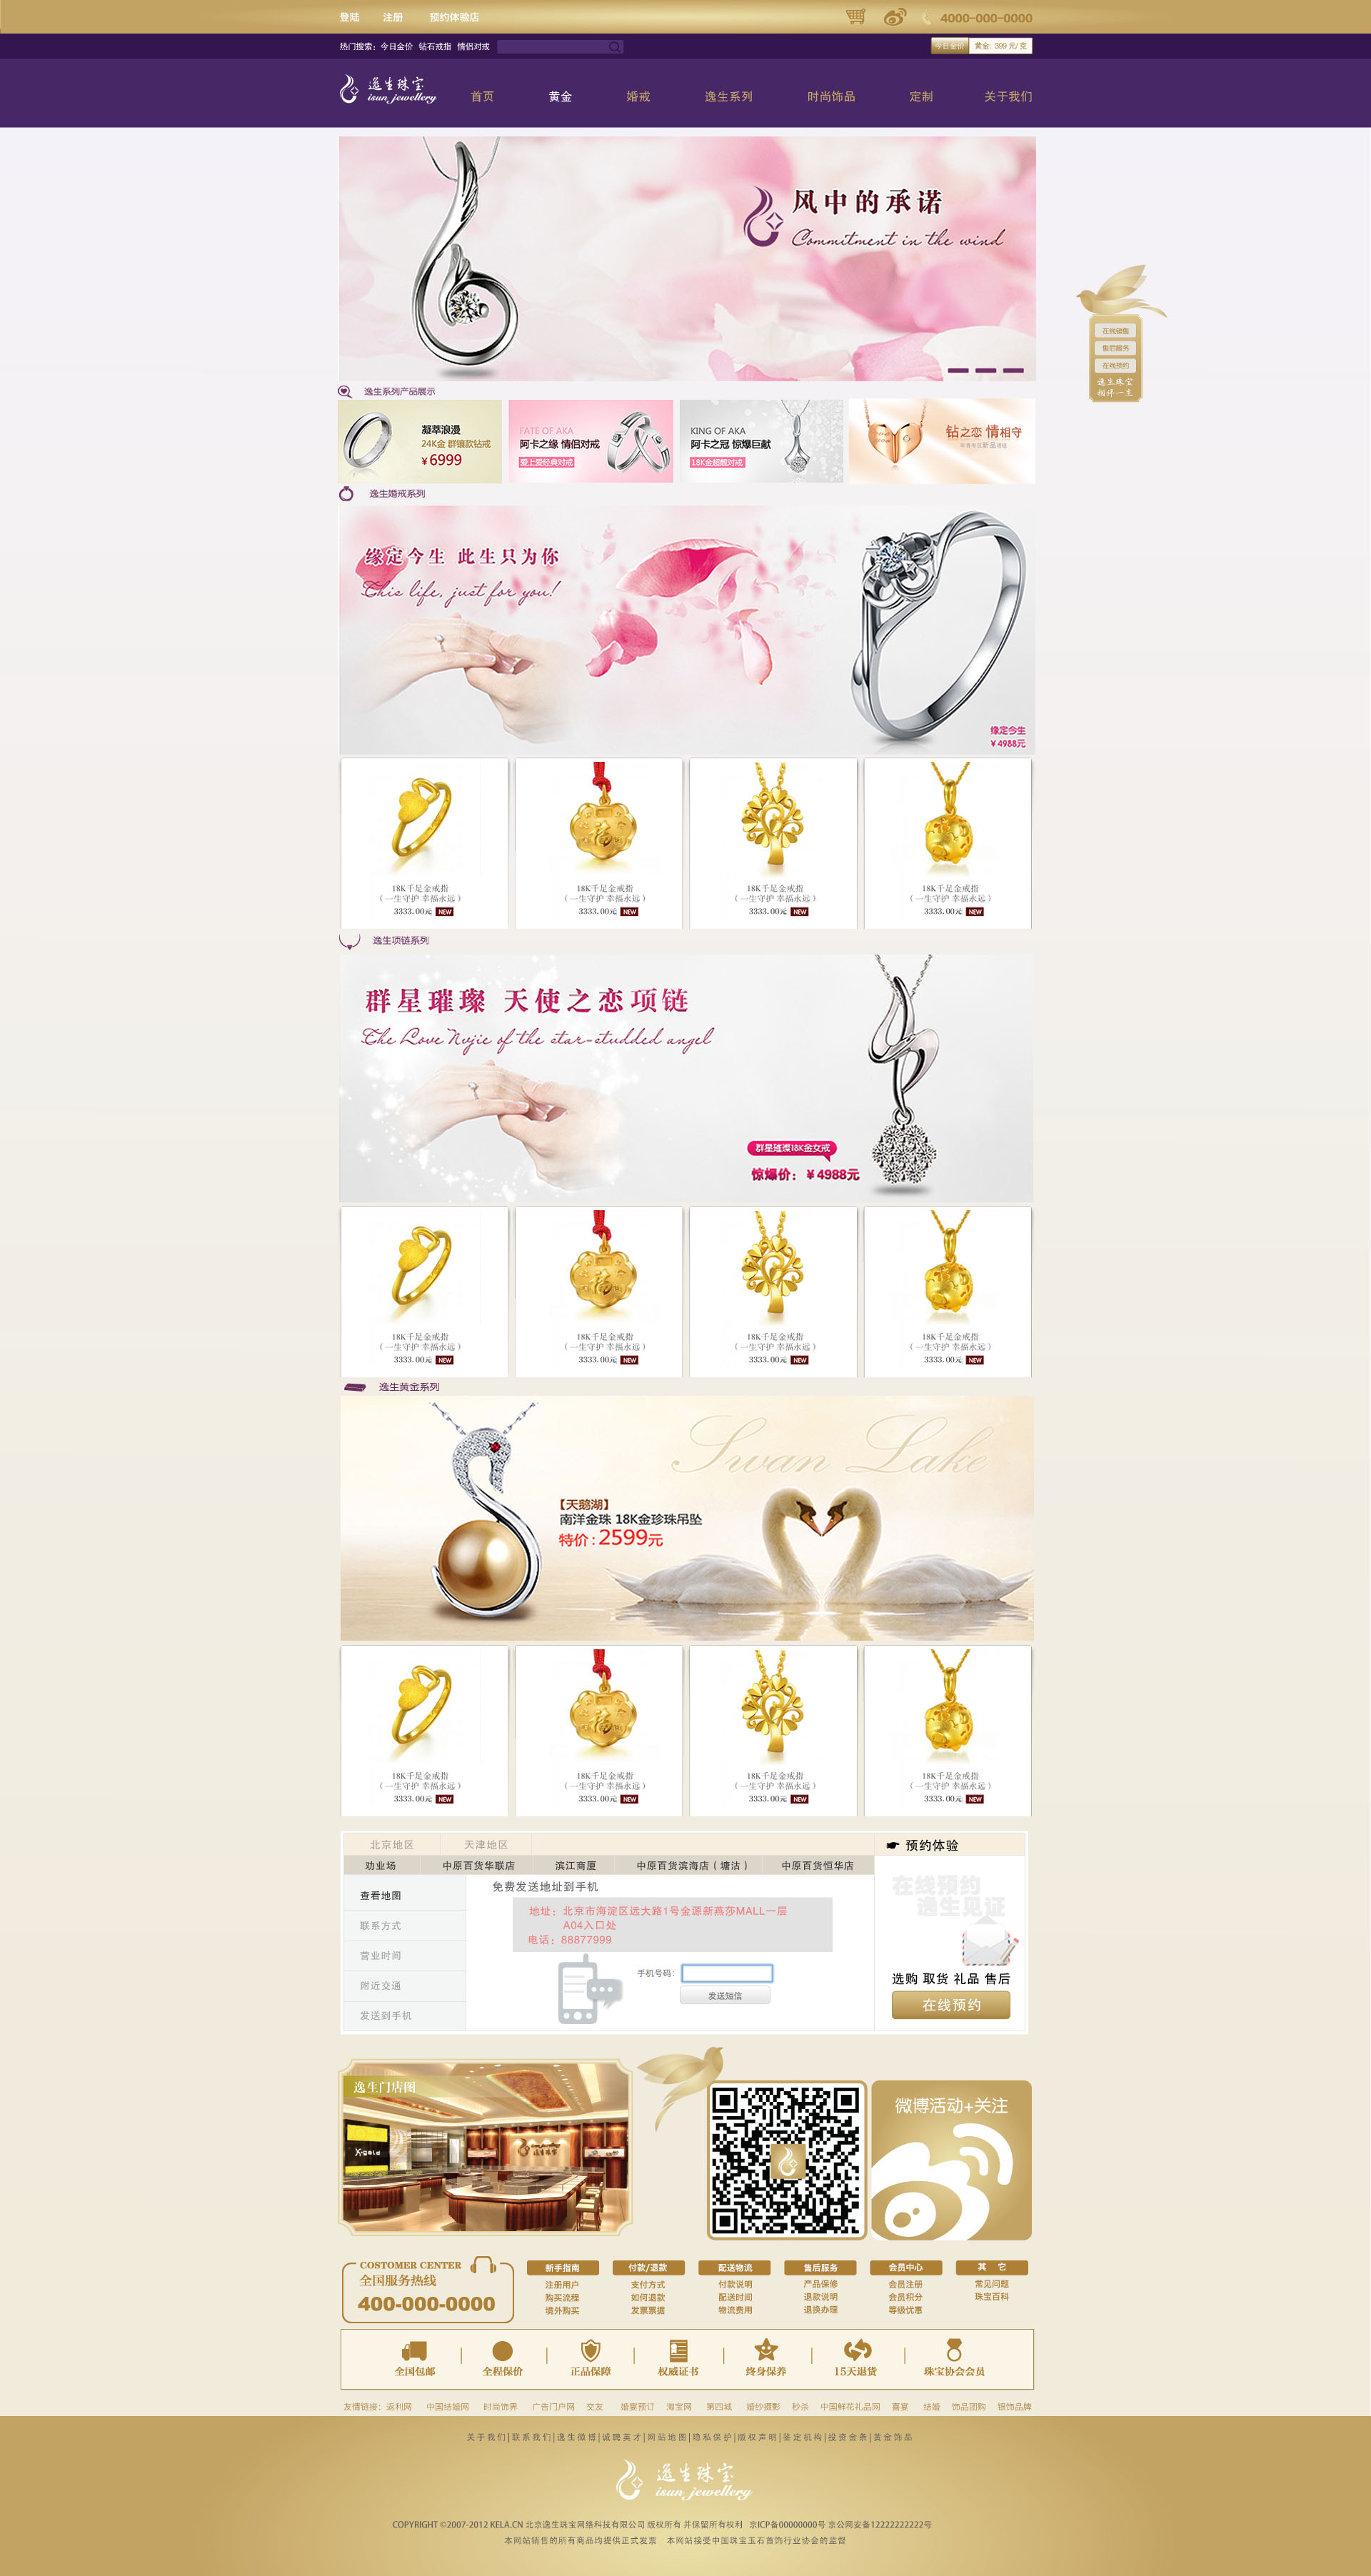 登陆 注册 预约体验店 4000-000-0000
热门搜索：今日金价 钻石戒指 情侣对戒 今日金价 黄金: 399 元/克
逸生珠宝
isun jewellery
首页 黄金 婚戒 逸生系列 时尚饰品 定制 关于我们
风中的承诺
Commitment in the wind
在线销售
售后服务
在线预约
逸生珠宝
相伴一生
逸生系列产品展示
凝萃浪漫
24K金 群镶款钻戒
¥6999
FATE OF AKA
阿卡之缘 情侣对戒
爱上爱经典对戒
KING OF AKA
阿卡之冠 惊爆巨献
18K金超靓对戒
钻之恋 情相守
逸生婚戒系列
缘定今生 此生只为你
This life, just for you!
缘定今生
¥4988元
18K千足金戒指
（一生守护 幸福永远）
3333.00元 NEW
18K千足金戒指
（一生守护 幸福永远）
3333.00元 NEW
18K千足金戒指
（一生守护 幸福永远）
3333.00元 NEW
18K千足金戒指
（一生守护 幸福永远）
3333.00元 NEW
逸生项链系列
群星璀璨 天使之恋项链
The Love Nvjie of the star-studded angel
群星璀璨18K金女戒
惊爆价：¥4988元
18K千足金戒指
（一生守护 幸福永远）
3333.00元 NEW
18K千足金戒指
（一生守护 幸福永远）
3333.00元 NEW
18K千足金戒指
（一生守护 幸福永远）
3333.00元 NEW
18K千足金戒指
（一生守护 幸福永远）
3333.00元 NEW
逸生黄金系列
Swan Lake
【天鹅湖】
南洋金珠 18K金珍珠吊坠
特价：2599元
18K千足金戒指
（一生守护 幸福永远）
3333.00元 NEW
18K千足金戒指
（一生守护 幸福永远）
3333.00元 NEW
18K千足金戒指
（一生守护 幸福永远）
3333.00元 NEW
18K千足金戒指
（一生守护 幸福永远）
3333.00元 NEW
北京地区 天津地区
劝业场 中原百货华联店 滨江商厦 中原百货滨海店（塘沽） 中原百货恒华店
查看地图
联系方式
营业时间
附近交通
发送到手机
免费发送地址到手机
地址：北京市海淀区远大路1号金源新燕莎MALL一层
A04入口处
电话：88877999
手机号码：
发送短信
预约体验
在线预约
逸生见证
选购 取货 礼品 售后
在线预约
逸生门店图
X-gold
逸生珠宝
微博活动+关注
COSTOMER CENTER
全国服务热线
400-000-0000
新手指南
注册用户
购买流程
境外购买
付款/退款
支付方式
如何退款
发票票据
配送物流
付款说明
配送时间
物流费用
售后服务
产品保修
退款说明
退换办理
会员中心
会员注册
会员积分
等级优惠
其 它
常见问题
珠宝百科
全国包邮 | 全程保价 | 正品保障 | 权威证书 | 终身保养 | 15天退货 | 珠宝协会会员
友情链接：返利网 中国结婚网 时尚饰界 广告门户网 交友 婚宴预订 淘宝网 第四城 婚纱摄影 秒杀 中国鲜花礼品网 喜宴 结婚 饰品团购 银饰品牌
关于我们|联系我们|逸生微博|诚聘英才|网站地图|隐私保护|版权声明|鉴定机构|投资金条|黄金饰品
逸生珠宝
isun jewellery
COPYRIGHT ©2007-2012 KELA.CN 北京逸生珠宝网络科技有限公司 版权所有 并保留所有权利 京ICP备00000000号 京公网安备12222222222号
本网站销售的所有商品均提供正式发票 本网站接受中国珠宝玉石首饰行业协会的监督